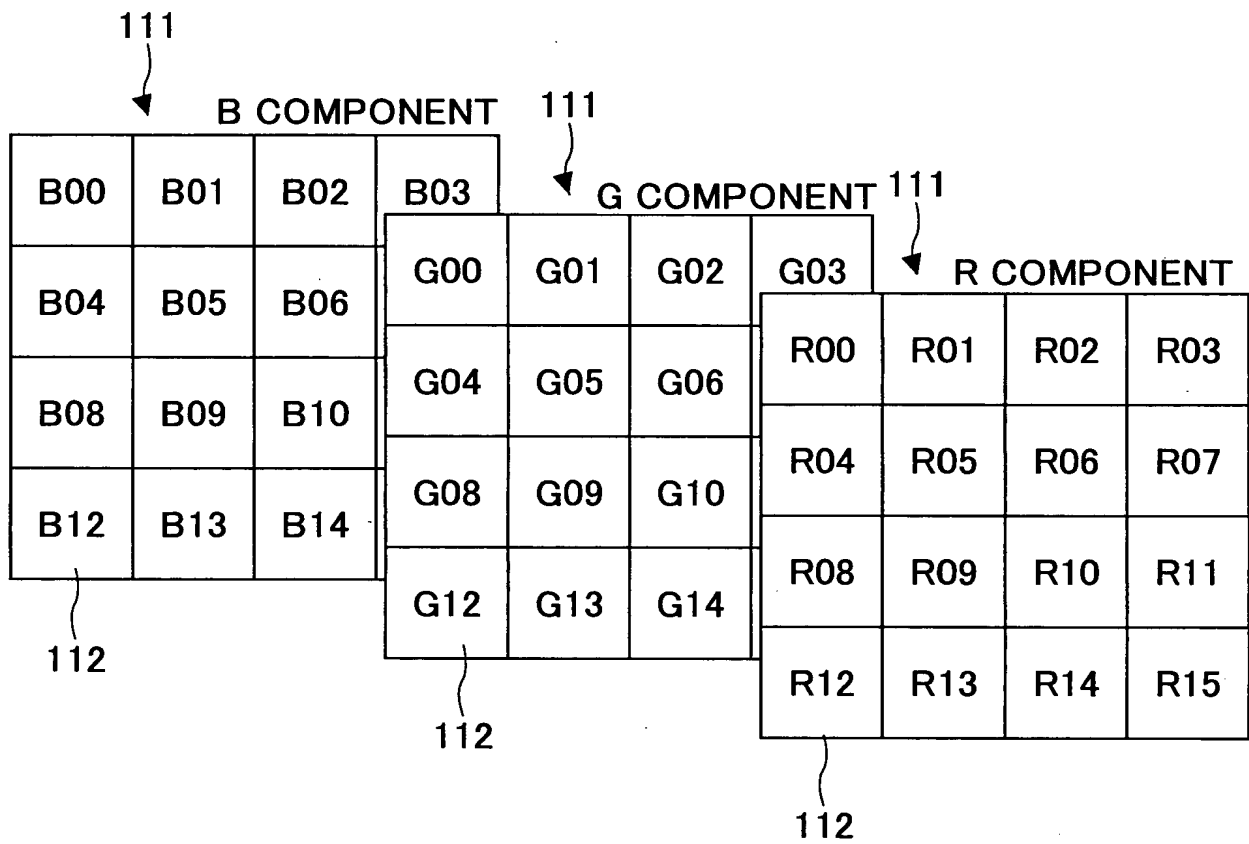 111
B COMPONENT
111
G COMPONENT
111
R COMPONENT
B00 B01 B02 B03
B04 B05 B06
B08 B09 B10
B12 B13 B14
112
G00 G01 G02 G03
G04 G05 G06
G08 G09 G10
G12 G13 G14
112
R00 R01 R02 R03
R04 R05 R06 R07
R08 R09 R10 R11
R12 R13 R14 R15
112